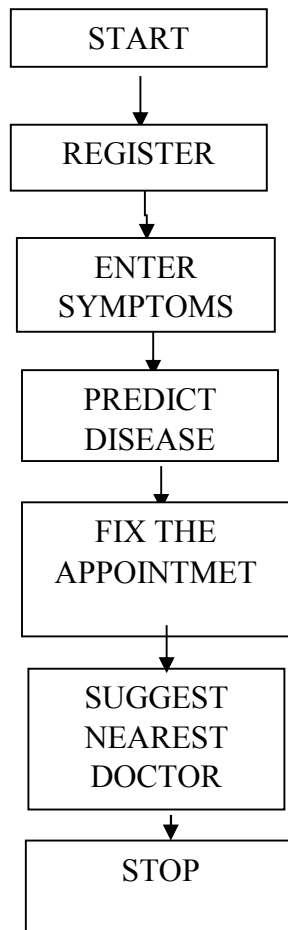 START
REGISTER
ENTER
SYMPTOMS
PREDICT
DISEASE
FIX THE
APPOINTMET
SUGGEST
NEAREST
DOCTOR
STOP